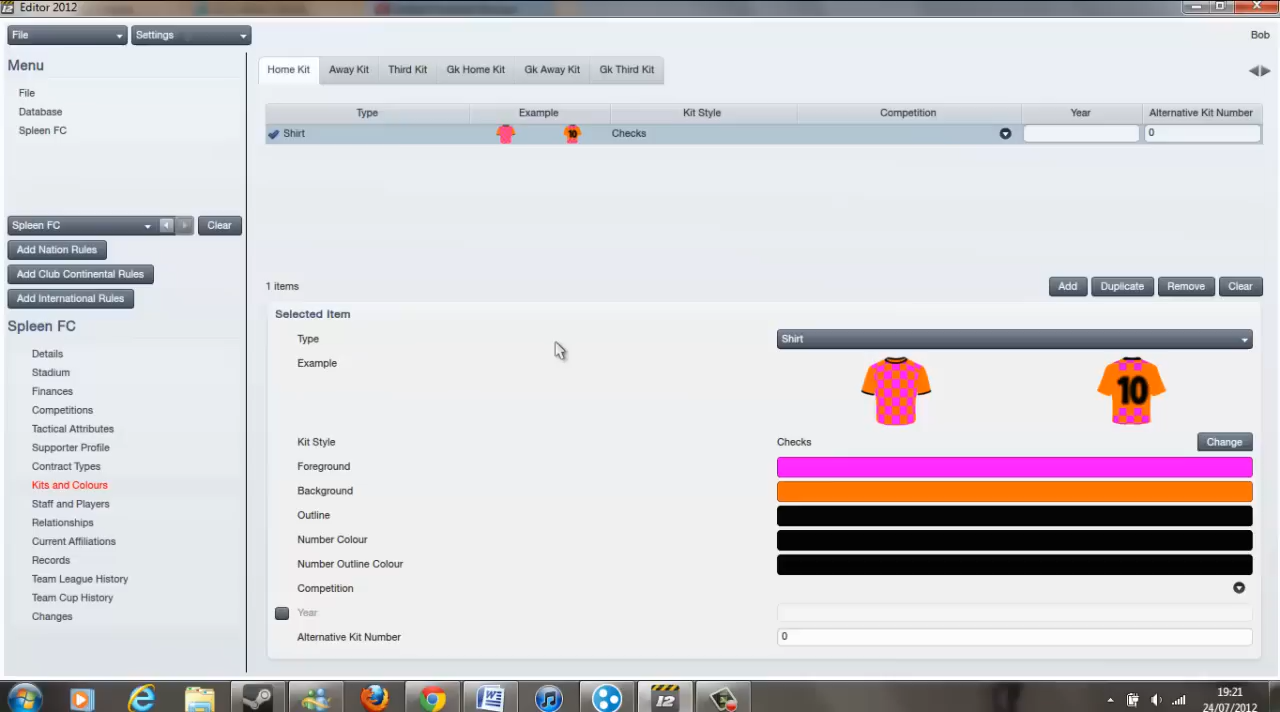 Editor 2012
File
Settings
Bob
Menu
File
Database
Spleen FC
Spleen FC
Clear
Add Nation Rules
Add Club Continental Rules
Add International Rules
Spleen FC
Details
Stadium
Finances
Competitions
Tactical Attributes
Supporter Profile
Contract Types
Kits and Colours
Staff and Players
Relationships
Current Affiliations
Records
Team League History
Team Cup History
Changes
Home Kit Away Kit Third Kit Gk Home Kit Gk Away Kit Gk Third Kit
Type Example Kit Style Competition Year Alternative Kit Number
Shirt 10 Checks 0
1 items
Add Duplicate Remove Clear
Selected Item
Type Shirt
Example 10
Kit Style Checks Change
Foreground
Background
Outline
Number Colour
Number Outline Colour
Competition
Year
Alternative Kit Number 0
12
19:21
24/07/2012